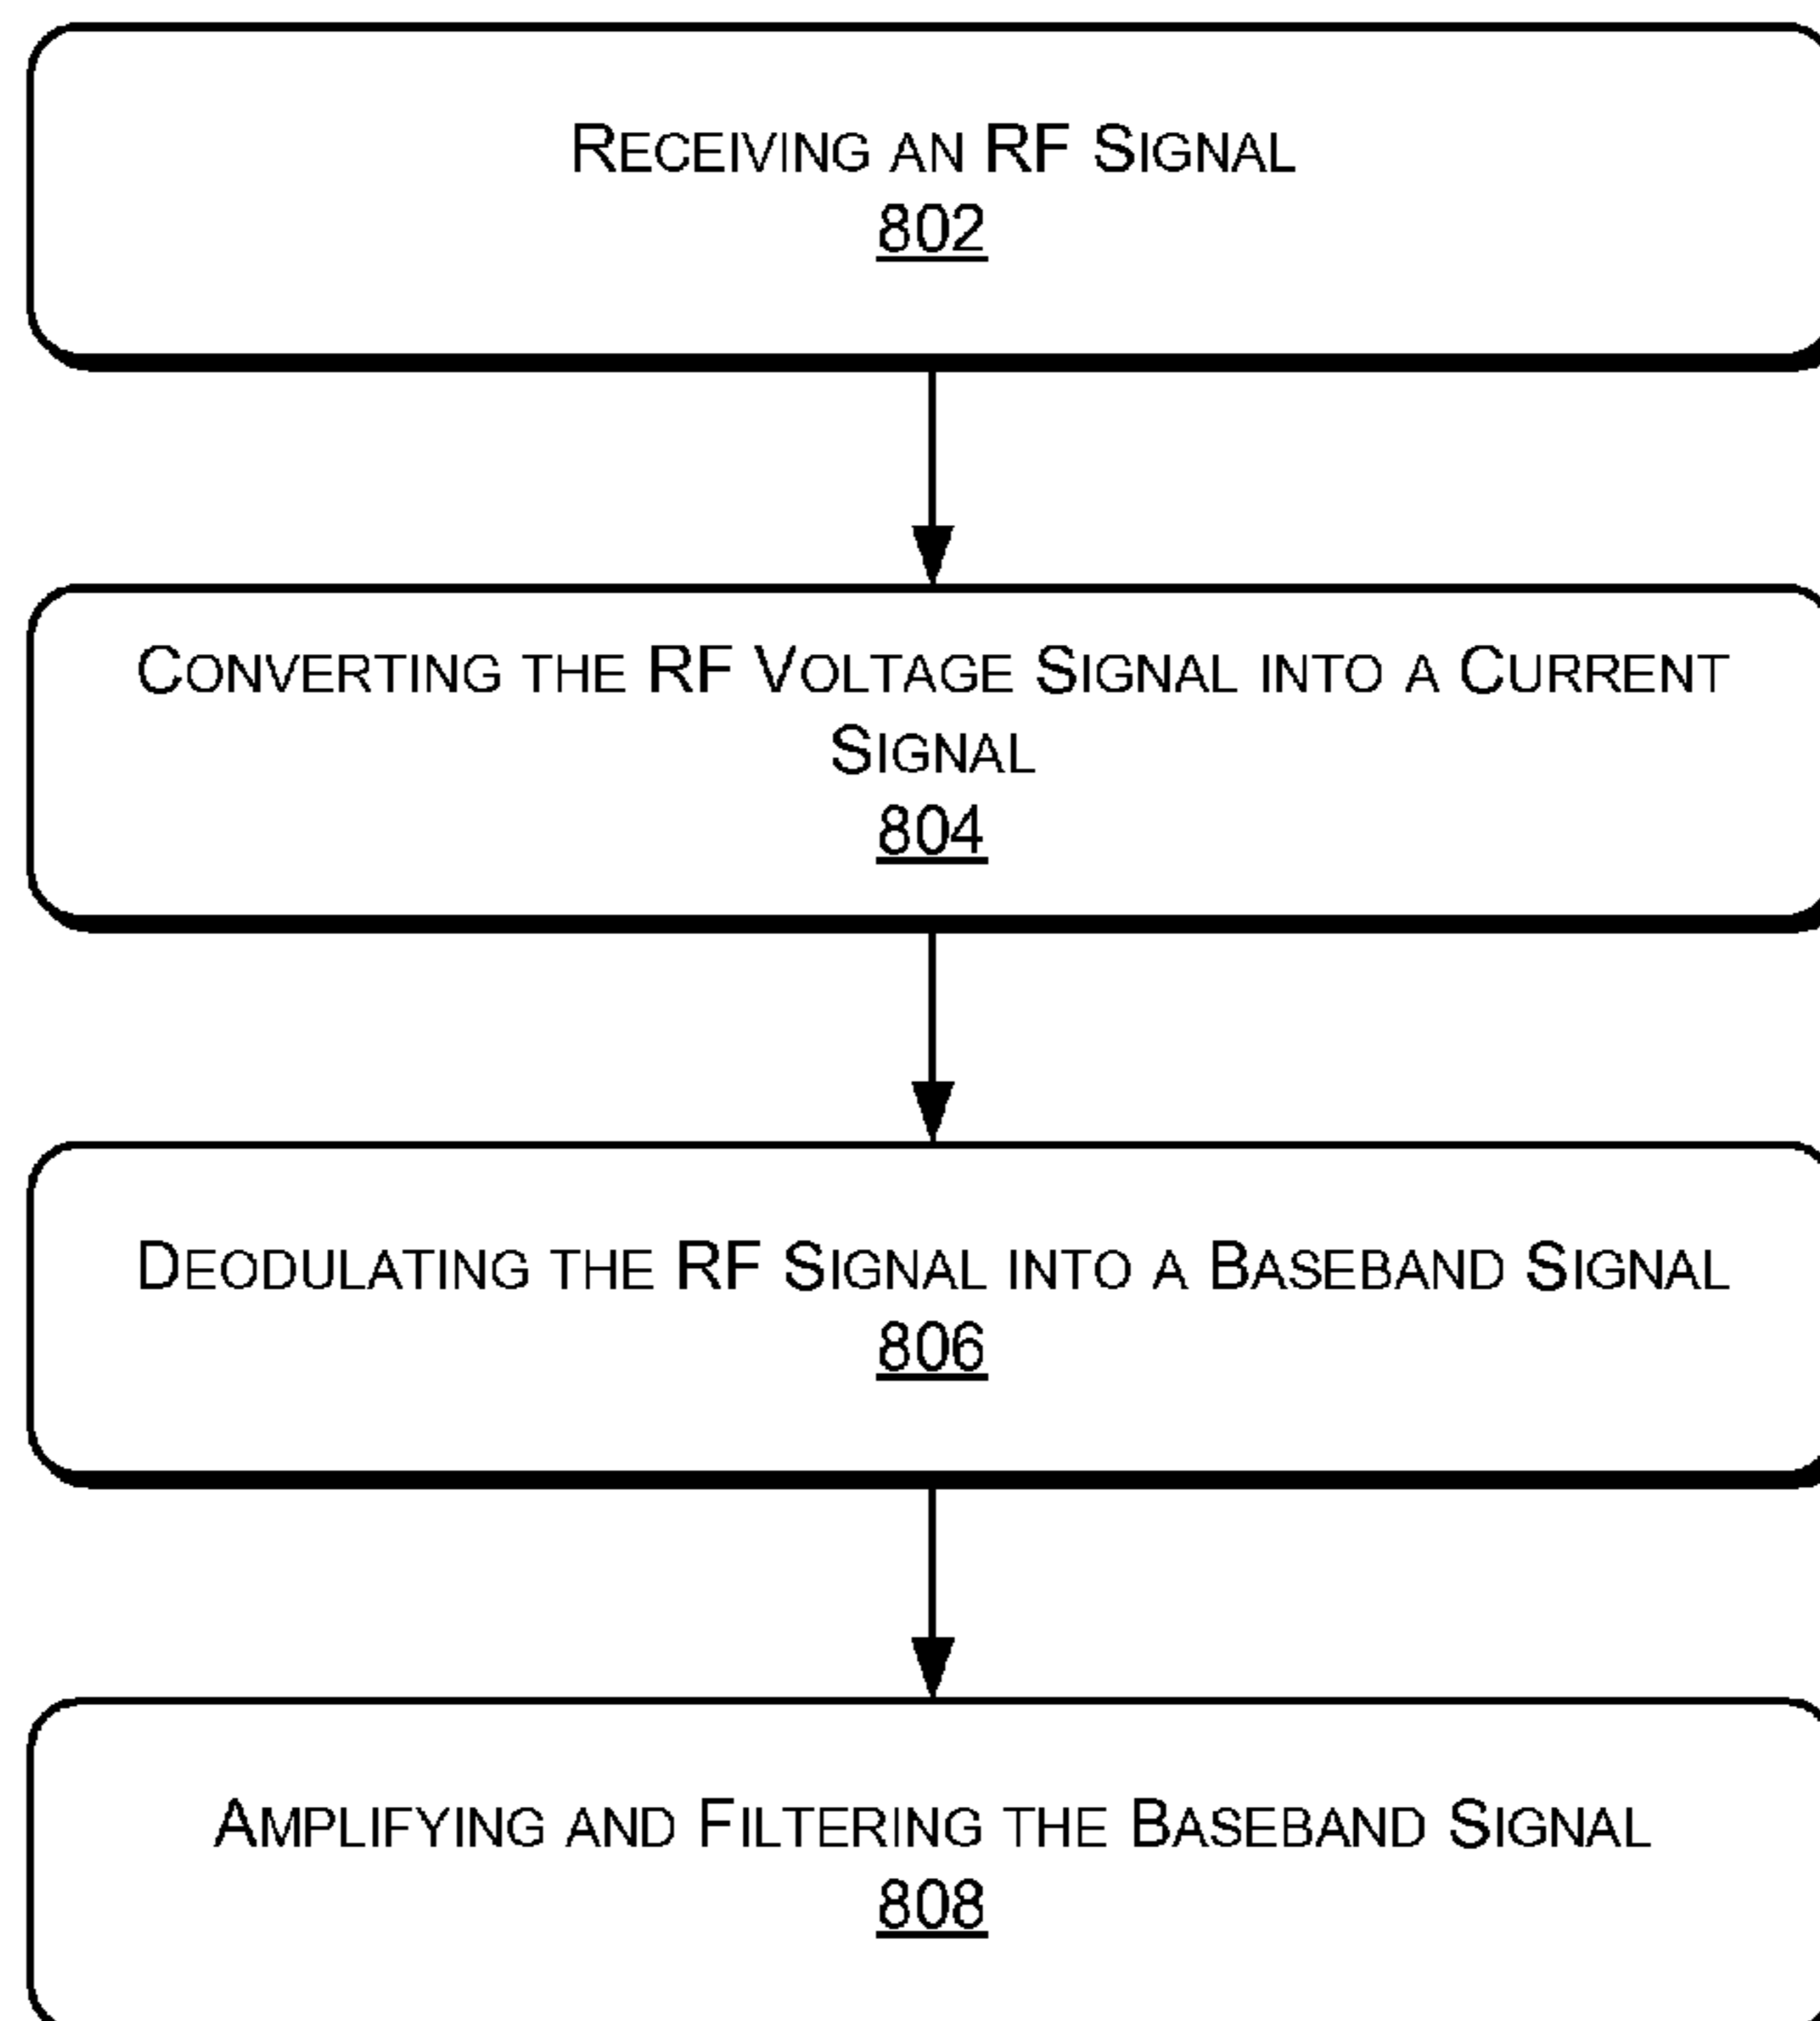 RECEIVING AN RF SIGNAL
802
CONVERTING THE RF VOLTAGE SIGNAL INTO A CURRENT
SIGNAL
804
DEODULATING THE RF SIGNAL INTO A BASEBAND SIGNAL
806
AMPLIFYING AND FILTERING THE BASEBAND SIGNAL
808